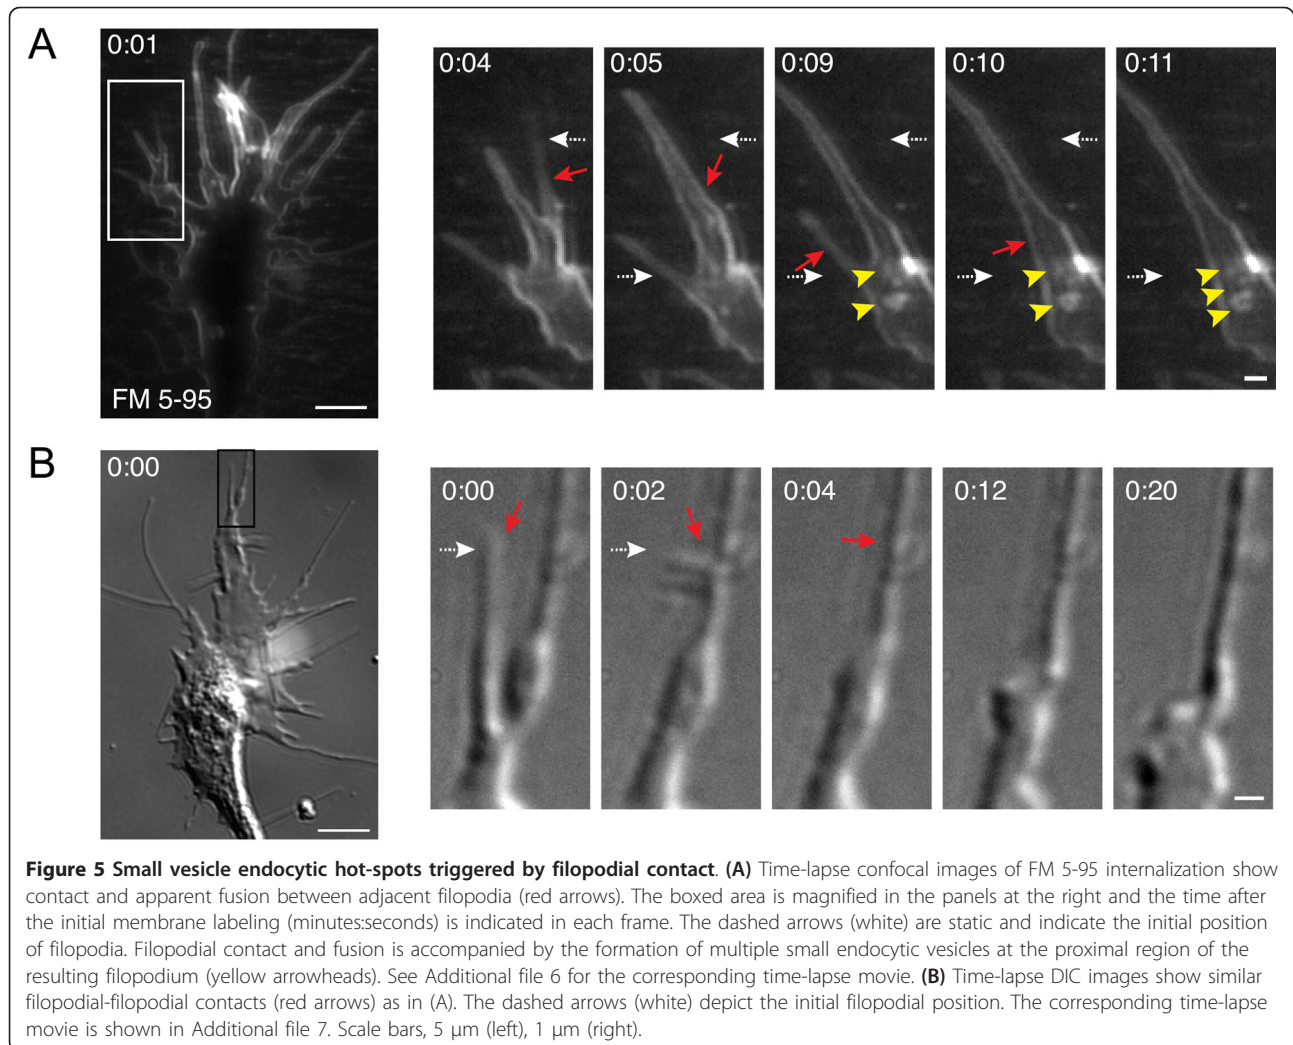 A
0:01
0:04
0:05
0:09
0:10
0:11
FM 5-95
B
0:00
0:00
0:02
0:04
0:12
0:20
Figure 5 Small vesicle endocytic hot-spots triggered by filopodial contact. (A) Time-lapse confocal images of FM 5-95 internalization show
contact and apparent fusion between adjacent filopodia (red arrows). The boxed area is magnified in the panels at the right and the time after
the initial membrane labeling (minutes:seconds) is indicated in each frame. The dashed arrows (white) are static and indicate the initial position
of filopodia. Filopodial contact and fusion is accompanied by the formation of multiple small endocytic vesicles at the proximal region of the
resulting filopodium (yellow arrowheads). See Additional file 6 for the corresponding time-lapse movie. (B) Time-lapse DIC images show similar
filopodial-filopodial contacts (red arrows) as in (A). The dashed arrows (white) depict the initial filopodial position. The corresponding time-lapse
movie is shown in Additional file 7. Scale bars, 5 μm (left), 1 μm (right).